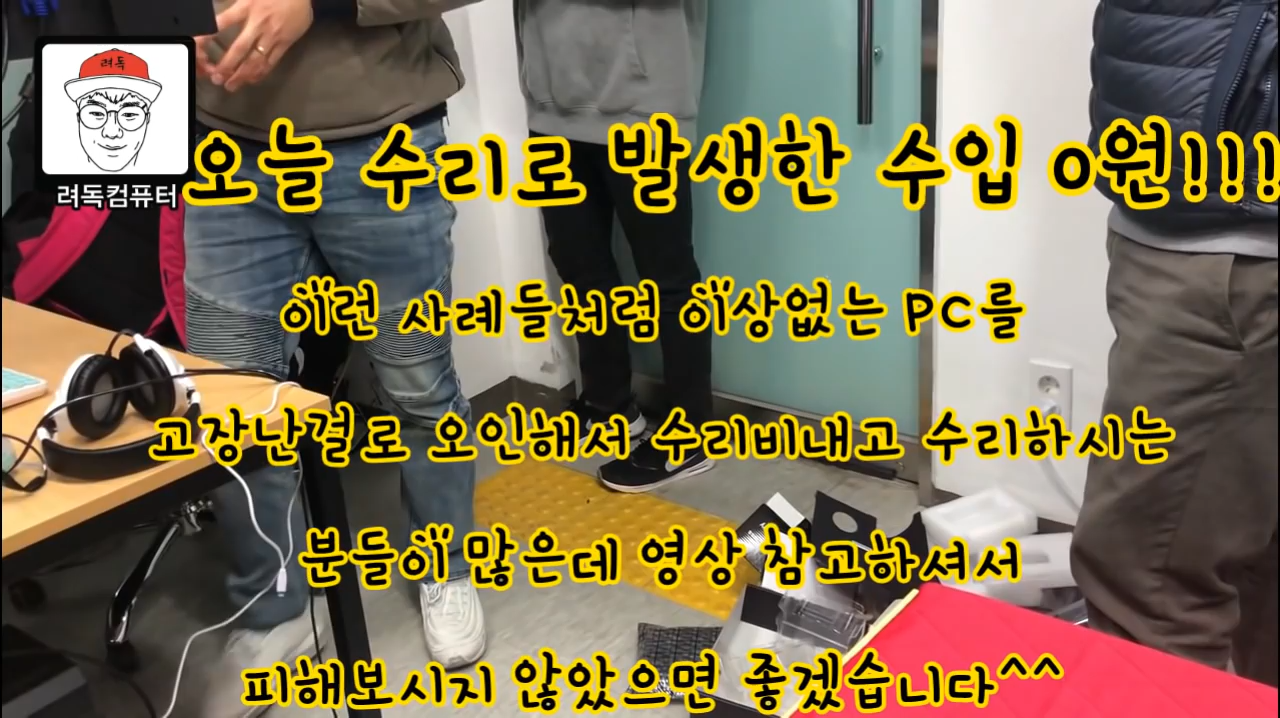 려독
려독컴퓨터
오늘 수리로 발생한 수입 0원!!!
이런 사례들처럼 이상없는 PC를
고장난걸로 오인해서 수리비내고 수리하시는
분들이 많은데 영상 참고하셔서
피해보시지 않았으면 좋겠습니다^^